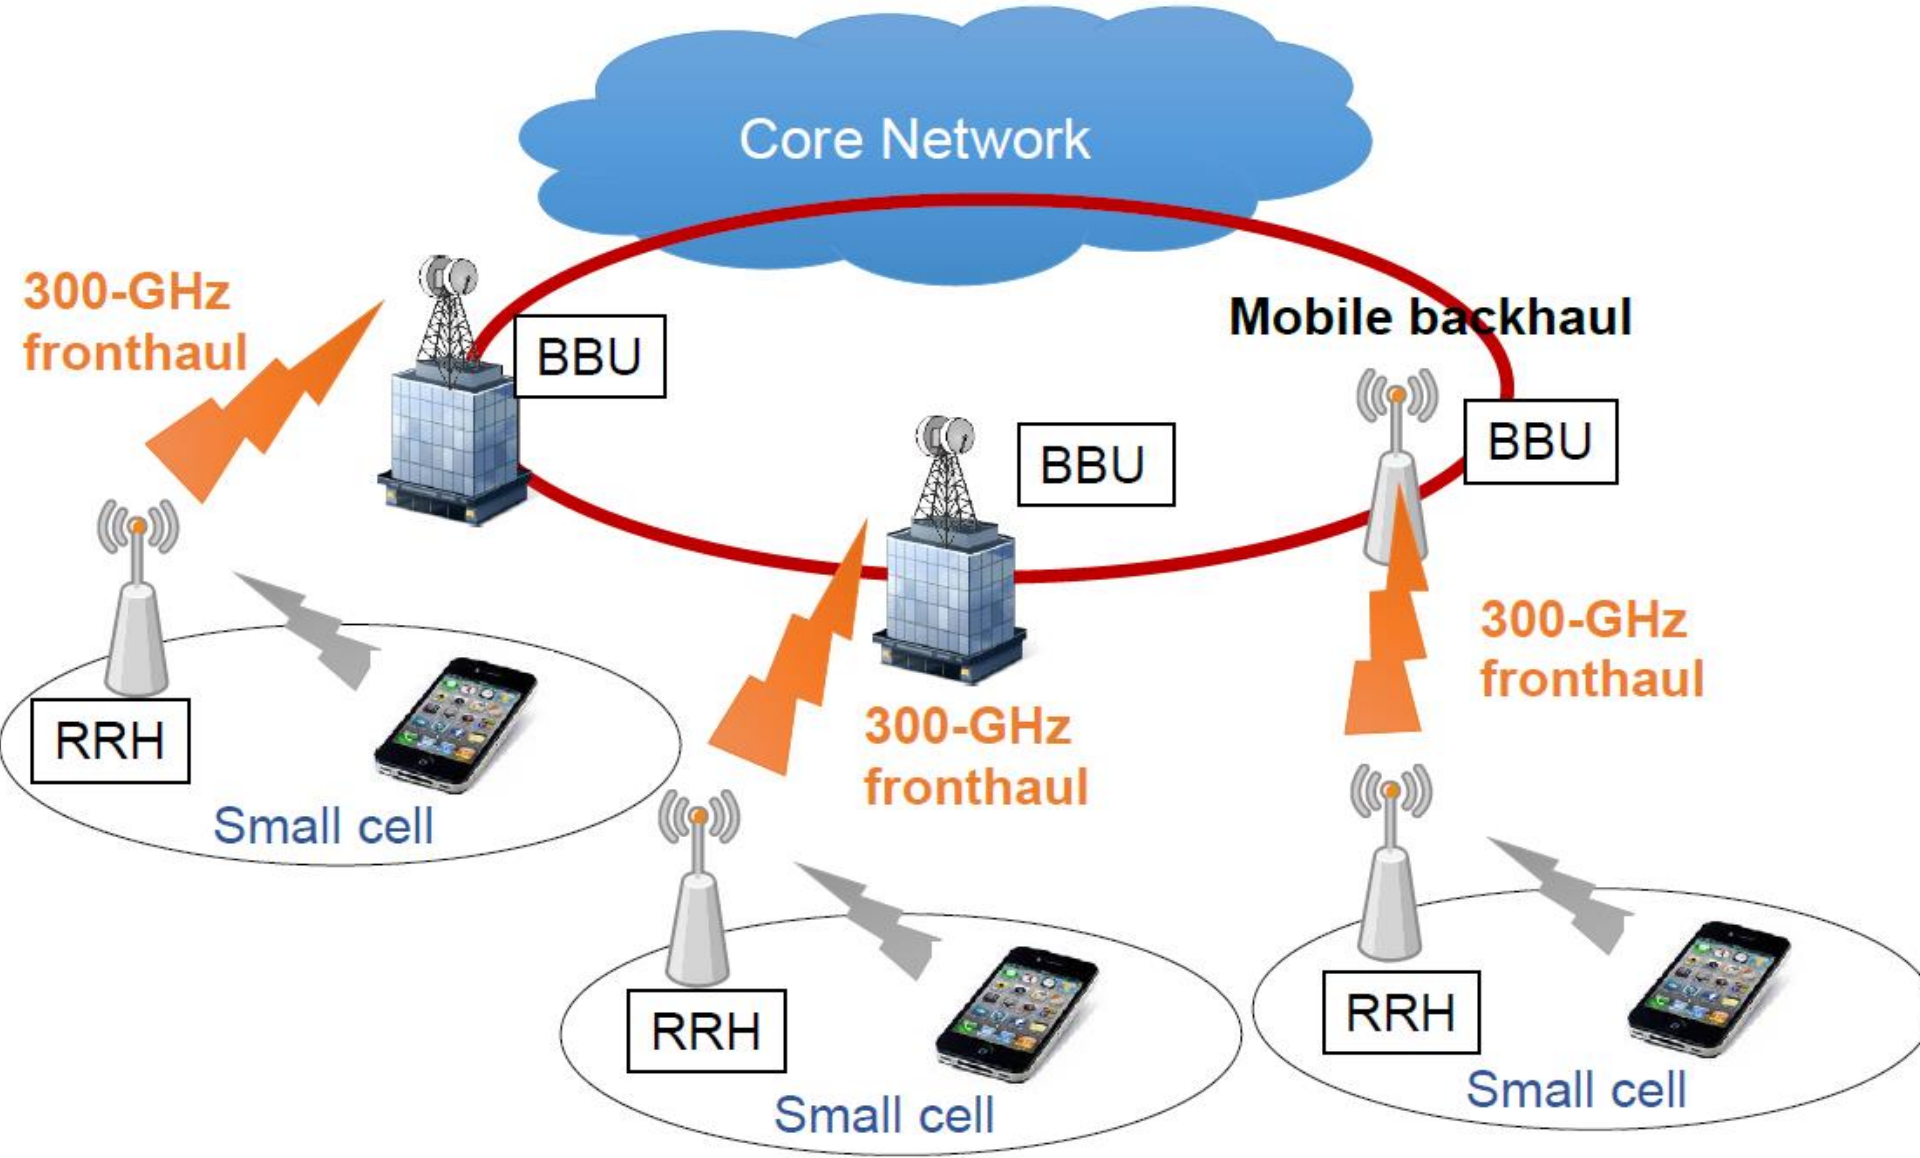 Core Network
300-GHz
fronthaul
BBU
Mobile backhaul
BBU
BBU
300-GHz
fronthaul
RRH
300-GHz
fronthaul
Small cell
RRH
RRH
Small cell
Small cell